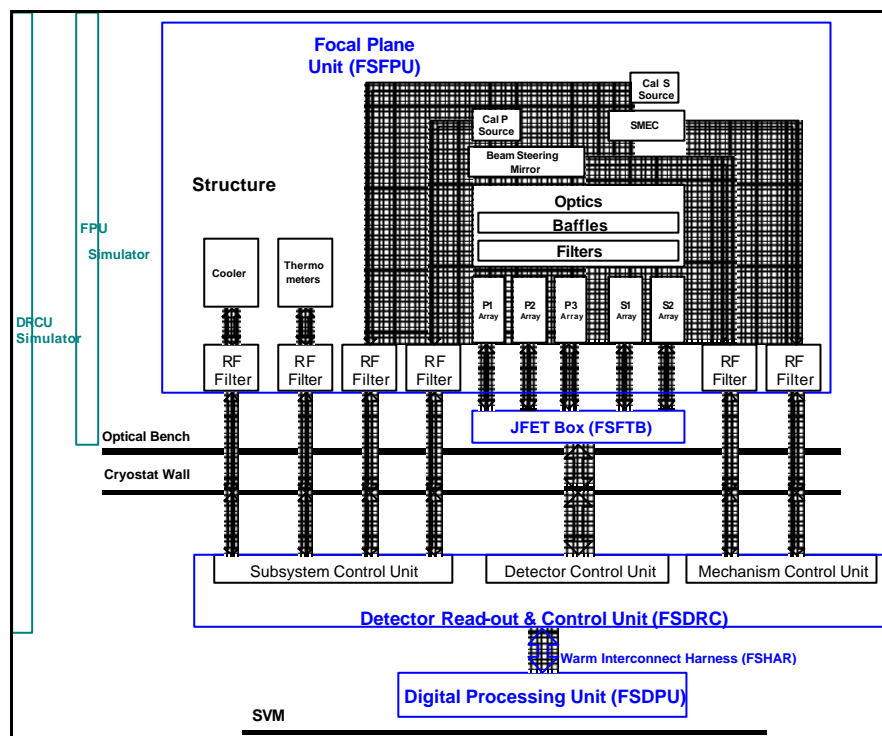 Focal Plane
Unit (FSFPU)
Cal S
Source
Cal P
Source
SMEC
Beam Steering
Mirror
Structure
Optics
Baffles
Filters
FPU
Simulator
Cooler
Thermo
meters
P1
Array
P2
Array
P3
Array
S1
Array
S2
Array
DRCU
Simulator
RF
Filter
RF
Filter
RF
Filter
RF
Filter
RF
Filter
RF
Filter
JFET Box (FSFTB)
Optical Bench
Cryostat Wall
Subsystem Control Unit
Detector Control Unit
Mechanism Control Unit
Detector Read-out & Control Unit (FSDRC)
Warm Interconnect Harness (FSHAR)
Digital Processing Unit (FSDPU)
SVM